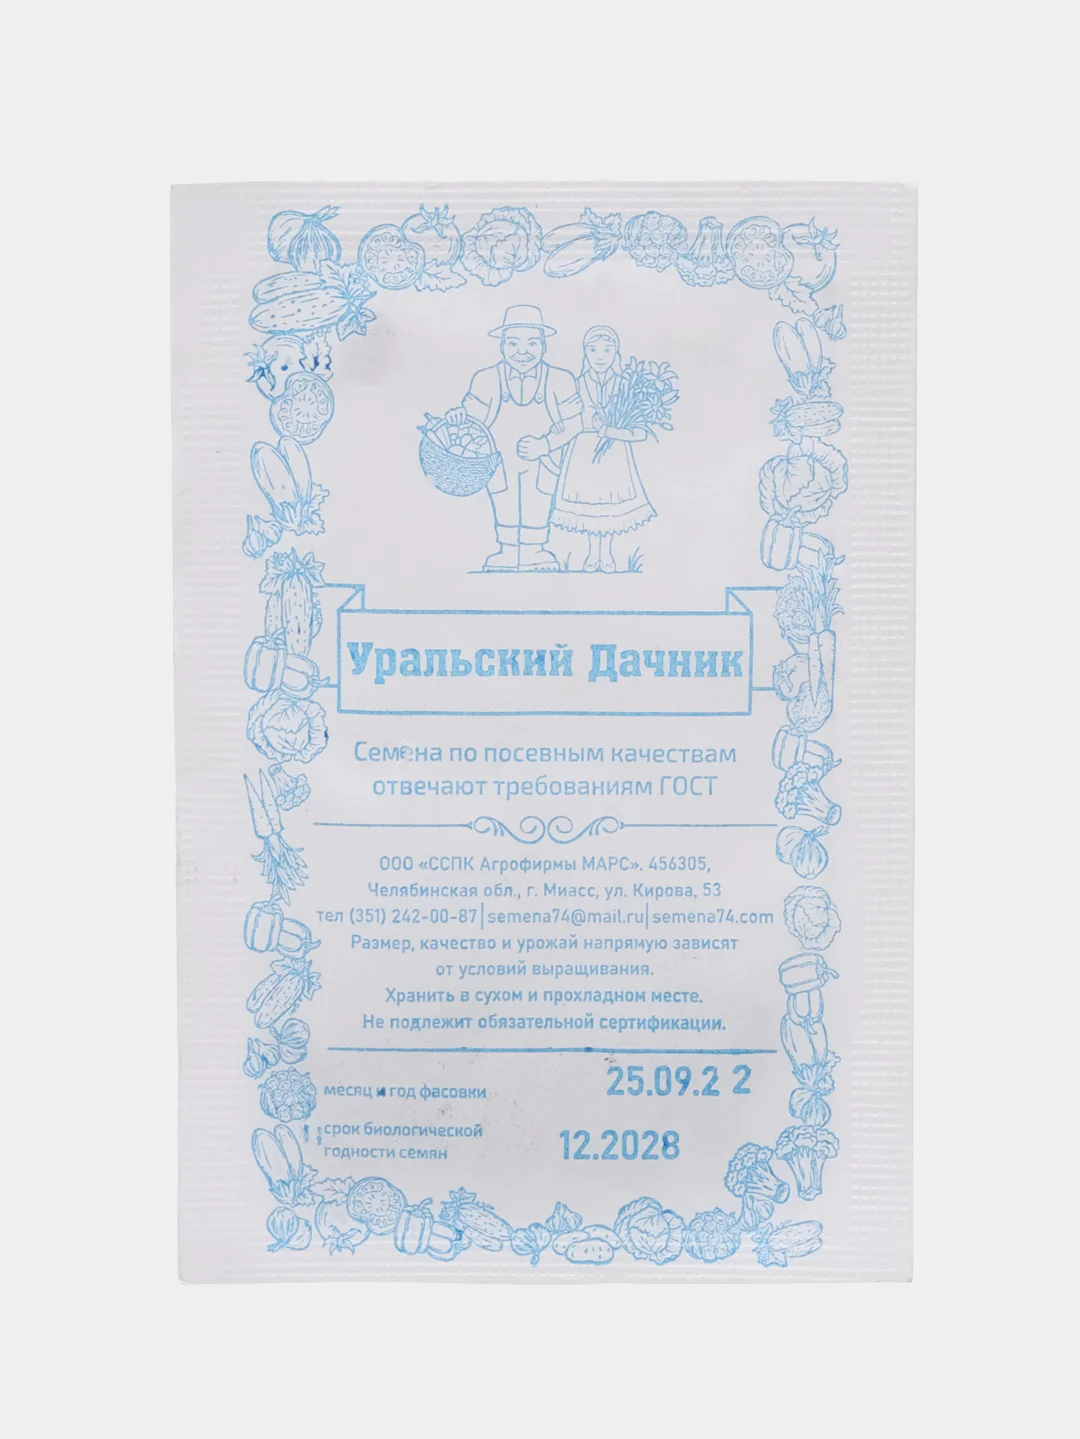 Уральский Дачник
Семена по посевным качествам
отвечают требованиям ГОСТ
ООО «ССПК Агрофирмы МАРС». 456305,
Челябинская обл., г. Миасс, ул. Кирова, 53
тел (351) 242-00-87|semena74@mail.ru|semena74.com
Размер, качество и урожай напрямую зависят
от условий выращивания.
Хранить в сухом и прохладном месте.
Не подлежит обязательной сертификации.
месяц и год фасовки 25.09.2 2
срок биологической
годности семян 12.2028